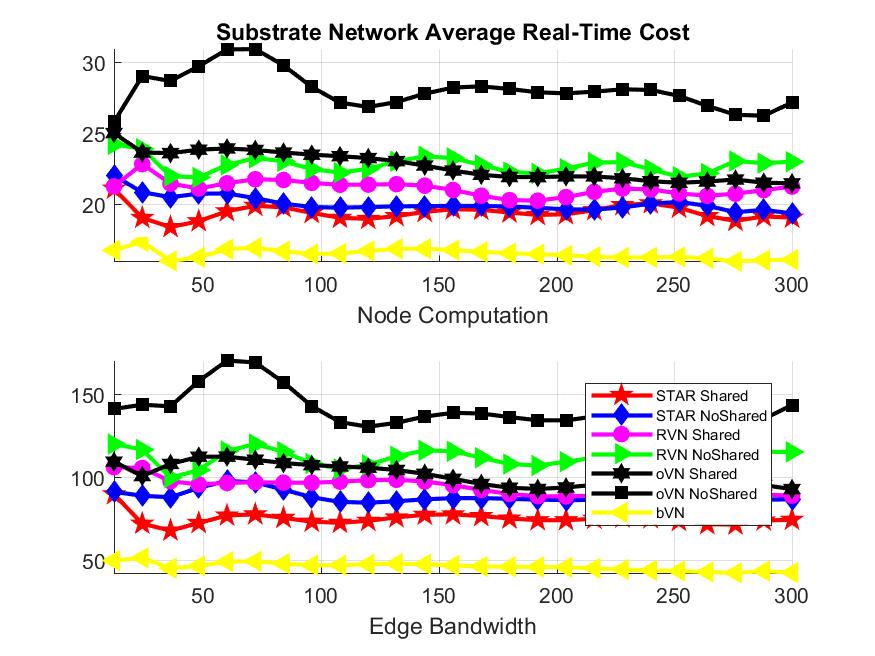 Substrate Network Average Real-Time Cost
30
25
20
50 100 150 200 250 300
Node Computation
150
100
50
STAR Shared
STAR NoShared
RVN Shared
RVN NoShared
oVN Shared
oVN NoShared
bVN
50 100 150 200 250 300
Edge Bandwidth